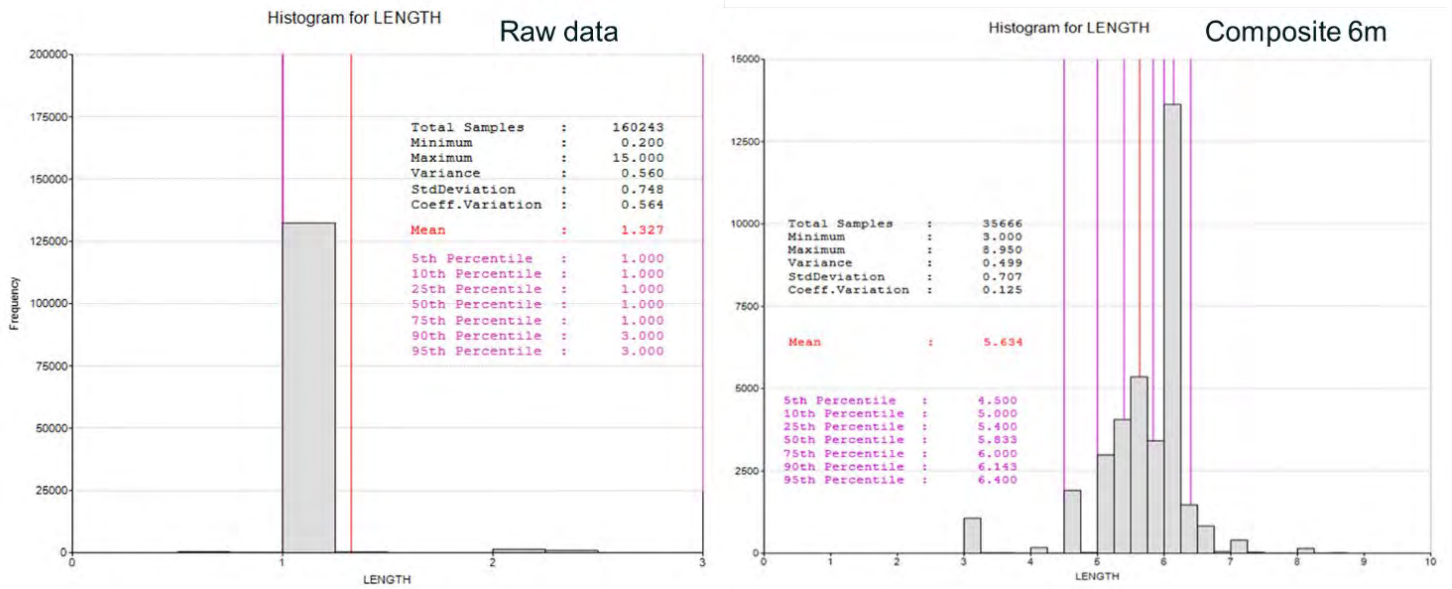 Histogram for LENGTH
Raw data
200000
175000
150000
125000
100000
75000
50000
25000
0
Frequency
Total Samples : 160243
Minimum : 0.200
Maximum : 15.000
Variance : 0.560
StdDeviation : 0.748
Coeff.Variation : 0.564
Mean : 1.327
5th Percentile : 1.000
10th Percentile : 1.000
25th Percentile : 1.000
50th Percentile : 1.000
75th Percentile : 1.000
90th Percentile : 3.000
95th Percentile : 3.000
0 1 2 3
LENGTH
Histogram for LENGTH
Composite 6m
15000
12500
10000
7500
5000
2500
0
Total Samples : 35666
Minimum : 3.000
Maximum : 8.950
Variance : 0.499
StdDeviation : 0.707
Coeff.Variation : 0.125
Mean : 5.634
5th Percentile : 4.500
10th Percentile : 5.000
25th Percentile : 5.400
50th Percentile : 5.833
75th Percentile : 6.000
90th Percentile : 6.143
95th Percentile : 6.400
0 1 2 3 4 5 6 7 8 9 10
LENGTH